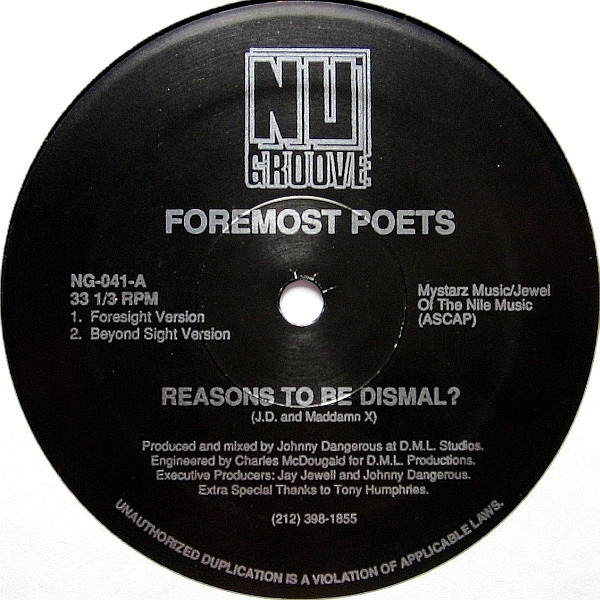 NU
GROOVE
FOREMOST POETS
NG-041-A
33 1/3 RPM
1. Foresight Version
2. Beyond Sight Version
Mystarz Music/Jewel
Of The Nile Music
(ASCAP)
REASONS TO BE DISMAL?
(J.D. and Maddamn X)
Produced and mixed by Johnny Dangerous at D.M.L. Studios.
Engineered by Charles McDougald for D.M.L. Productions.
Executive Producers: Jay Jewell and Johnny Dangerous.
Extra Special Thanks to Tony Humphries.
(212) 398-1855
UNAUTHORIZED DUPLICATION IS A VIOLATION OF APPLICABLE LAWS.